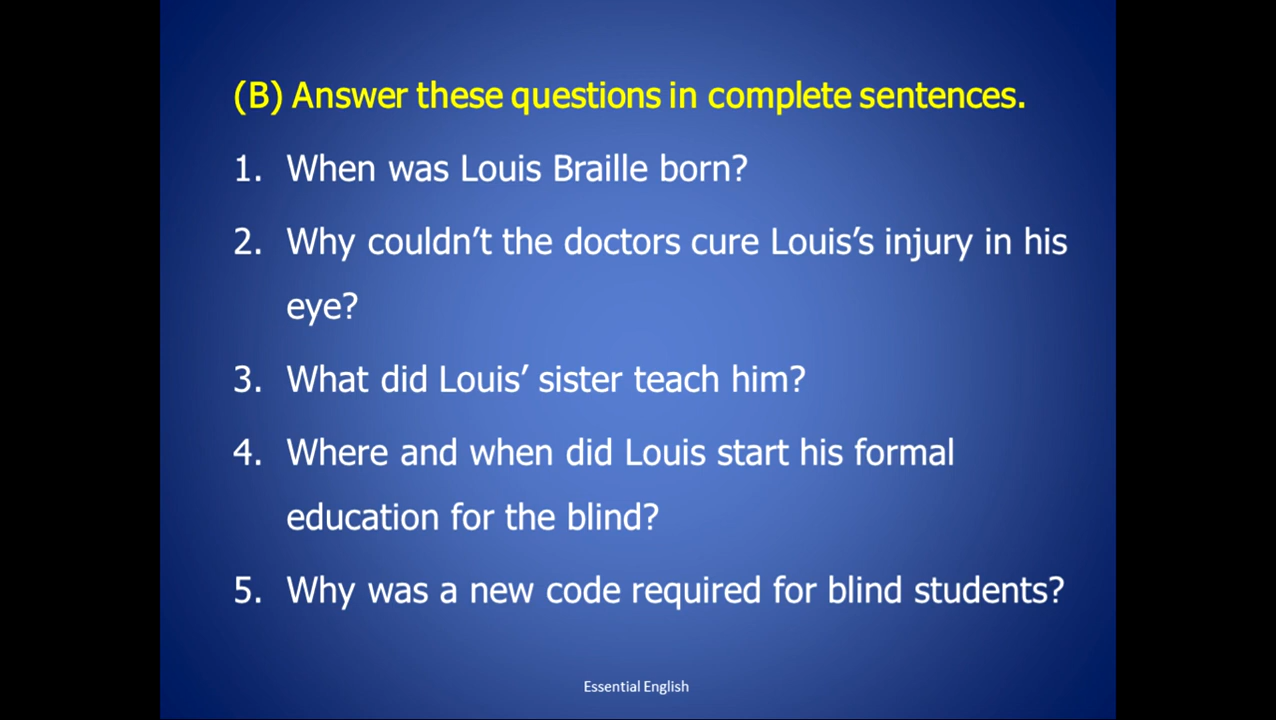 (B) Answer these questions in complete sentences.
1. When was Louis Braille born?
2. Why couldn’t the doctors cure Louis’s injury in his
eye?
3. What did Louis’ sister teach him?
4. Where and when did Louis start his formal
education for the blind?
5. Why was a new code required for blind students?
Essential English